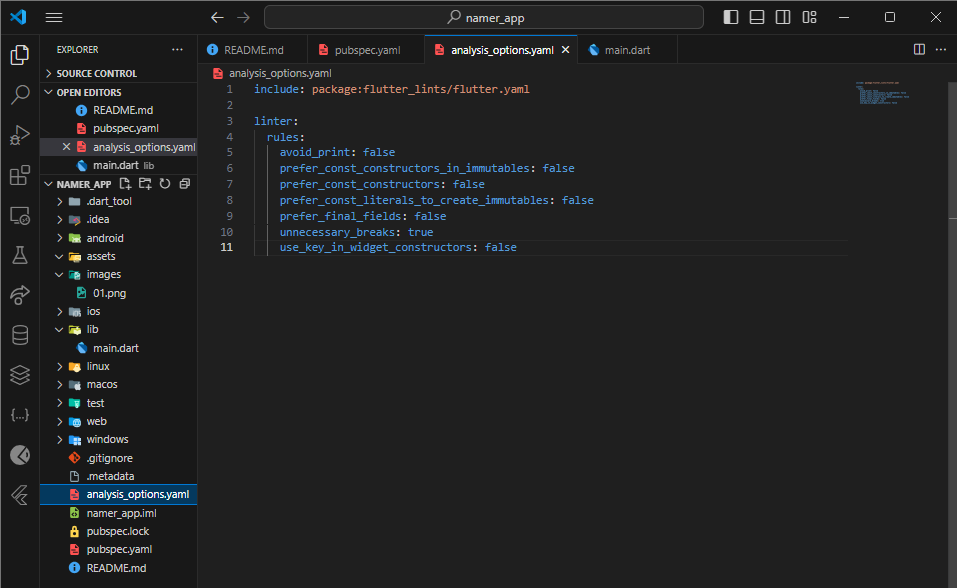 namer_app
EXPLORER
README.md
pubspec.yaml
analysis_options.yaml
main.dart
SOURCE CONTROL
OPEN EDITORS
README.md
pubspec.yaml
analysis_options.yaml
main.dart lib
NAMER_APP
.dart_tool
.idea
android
assets
images
01.png
ios
lib
main.dart
linux
macos
test
web
windows
.gitignore
.metadata
analysis_options.yaml
namer_app.iml
pubspec.lock
pubspec.yaml
README.md
analysis_options.yaml
1 include: package:flutter_lints/flutter.yaml
2
3 linter:
4 rules:
5 avoid_print: false
6 prefer_const_constructors_in_immutables: false
7 prefer_const_constructors: false
8 prefer_const_literals_to_create_immutables: false
9 prefer_final_fields: false
10 unnecessary_breaks: true
11 use_key_in_widget_constructors: false